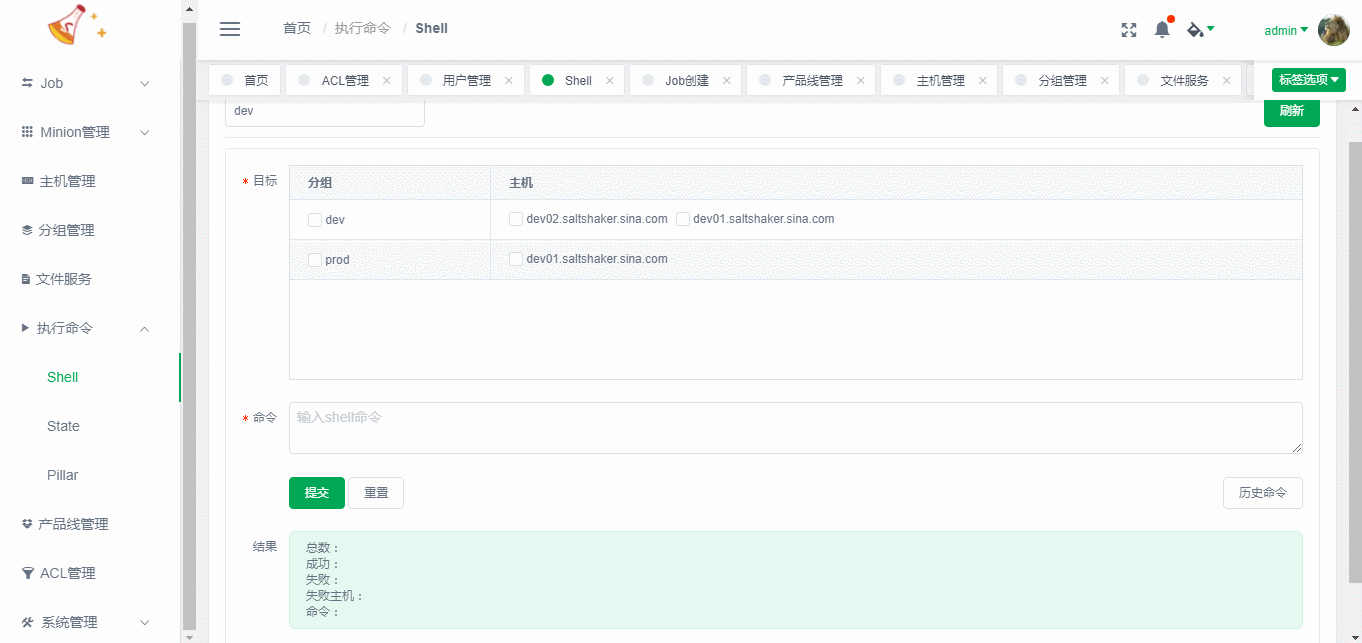 首页 / 执行命令 / Shell
admin
首页
ACL管理
用户管理
Shell
Job创建
产品线管理
主机管理
分组管理
文件服务
标签选项
Job
Minion管理
主机管理
分组管理
文件服务
执行命令
Shell
State
Pillar
产品线管理
ACL管理
系统管理
dev
刷新
* 目标
分组 主机
dev dev02.saltshaker.sina.com dev01.saltshaker.sina.com
prod dev01.saltshaker.sina.com
* 命令
输入shell命令
提交 重置 历史命令
结果
总数：
成功：
失败：
失败主机：
命令：